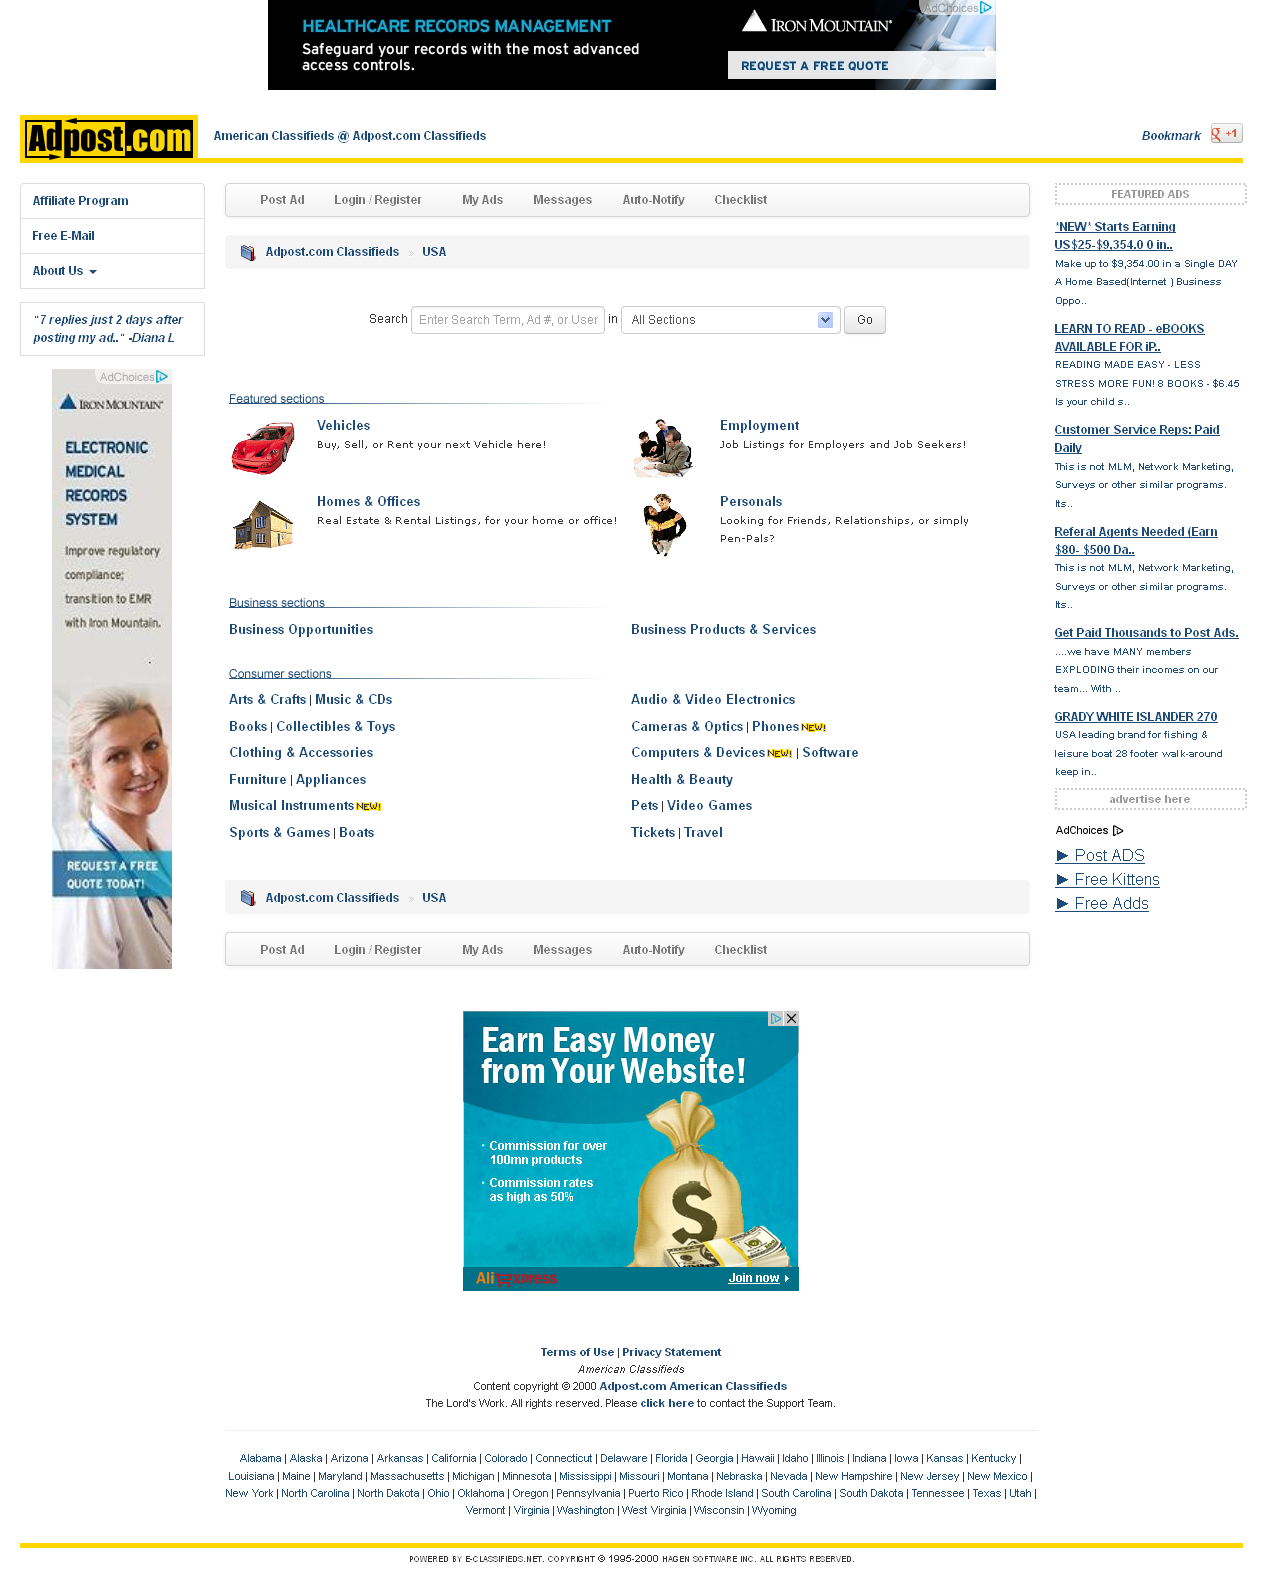 AdChoices
HEALTHCARE RECORDS MANAGEMENT
Safeguard your records with the most advanced
access controls.
IRON MOUNTAIN®
REQUEST A FREE QUOTE
Adpost.com
American Classifieds @ Adpost.com Classifieds
Bookmark
g +1
Affiliate Program
Free E-Mail
About Us
"7 replies just 2 days after
posting my ad.." -Diana L
AdChoices
IRON MOUNTAIN®
ELECTRONIC
MEDICAL
RECORDS
SYSTEM
Improve regulatory
compliance;
transition to EMR
with Iron Mountain.
REQUEST A FREE
QUOTE TODAY!
Post Ad Login / Register My Ads Messages Auto-Notify Checklist
Adpost.com Classifieds » USA
Search Enter Search Term, Ad #, or User in All Sections Go
Featured sections
Vehicles
Buy, Sell, or Rent your next Vehicle here!
Employment
Job Listings for Employers and Job Seekers!
Homes & Offices
Real Estate & Rental Listings, for your home or office!
Personals
Looking for Friends, Relationships, or simply
Pen-Pals?
Business sections
Business Opportunities
Business Products & Services
Consumer sections
Arts & Crafts | Music & CDs
Audio & Video Electronics
Books | Collectibles & Toys
Cameras & Optics | Phones NEW!
Clothing & Accessories
Computers & Devices NEW! | Software
Furniture | Appliances
Health & Beauty
Musical Instruments NEW!
Pets | Video Games
Sports & Games | Boats
Tickets | Travel
Adpost.com Classifieds » USA
Post Ad Login / Register My Ads Messages Auto-Notify Checklist
FEATURED ADS
*NEW* Starts Earning
US$25-$9,354.0 0 in..
Make up to $9,354.00 in a Single DAY
A Home Based(Internet ) Business
Oppo..
LEARN TO READ - eBOOKS
AVAILABLE FOR iP..
READING MADE EASY - LESS
STRESS MORE FUN! 8 BOOKS - $6.45
Is your child s..
Customer Service Reps: Paid
Daily
This is not MLM, Network Marketing,
Surveys or other similar programs.
Its..
Referal Agents Needed (Earn
$80- $500 Da..
This is not MLM, Network Marketing,
Surveys or other similar programs.
Its..
Get Paid Thousands to Post Ads.
....we have MANY members
EXPLODING their incomes on our
team... With ..
GRADY WHITE ISLANDER 270
USA leading brand for fishing &
leisure boat 28 footer walk-around
keep in..
advertise here
AdChoices
► Post ADS
► Free Kittens
► Free Adds
Earn Easy Money
from Your Website!
· Commission for over
100mn products
· Commission rates
as high as 50%
$
AliExpress
Join now
Terms of Use | Privacy Statement
American Classifieds
Content copyright © 2000 Adpost.com American Classifieds
The Lord's Work. All rights reserved. Please click here to contact the Support Team.
Alabama | Alaska | Arizona | Arkansas | California | Colorado | Connecticut | Delaware | Florida | Georgia | Hawaii | Idaho | Illinois | Indiana | Iowa | Kansas | Kentucky |
Louisiana | Maine | Maryland | Massachusetts | Michigan | Minnesota | Mississippi | Missouri | Montana | Nebraska | Nevada | New Hampshire | New Jersey | New Mexico |
New York | North Carolina | North Dakota | Ohio | Oklahoma | Oregon | Pennsylvania | Puerto Rico | Rhode Island | South Carolina | South Dakota | Tennessee | Texas | Utah |
Vermont | Virginia | Washington | West Virginia | Wisconsin | Wyoming
POWERED BY E-CLASSIFIEDS.NET. COPYRIGHT © 1995-2000 HAGEN SOFTWARE INC. ALL RIGHTS RESERVED.